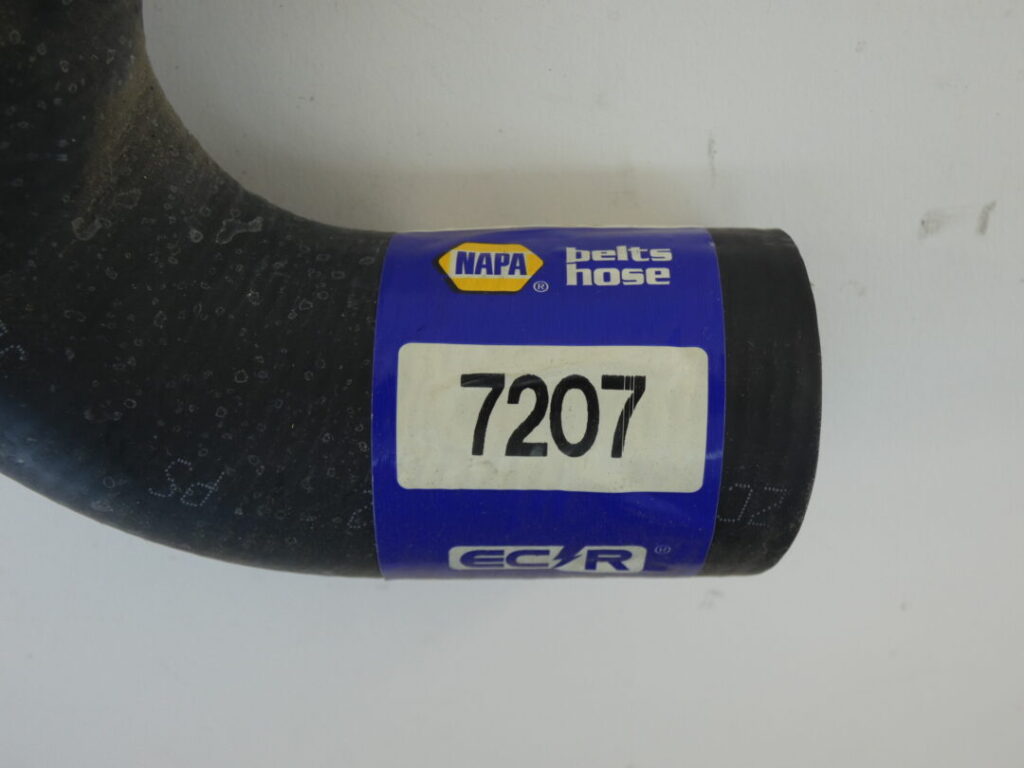 NAPA® belts
hose
7207
EC R®